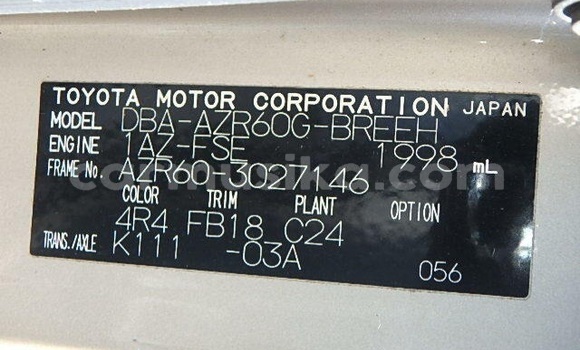 TOYOTA MOTOR CORPORATION JAPAN
MODEL DBA-AZR60G-BREEH
ENGINE 1AZ-FSE 1998 mL
FRAME No. AZR60-3027146
COLOR TRIM PLANT OPTION
4R4 FB18 C24
TRANS./AXLE K111 -03A
056